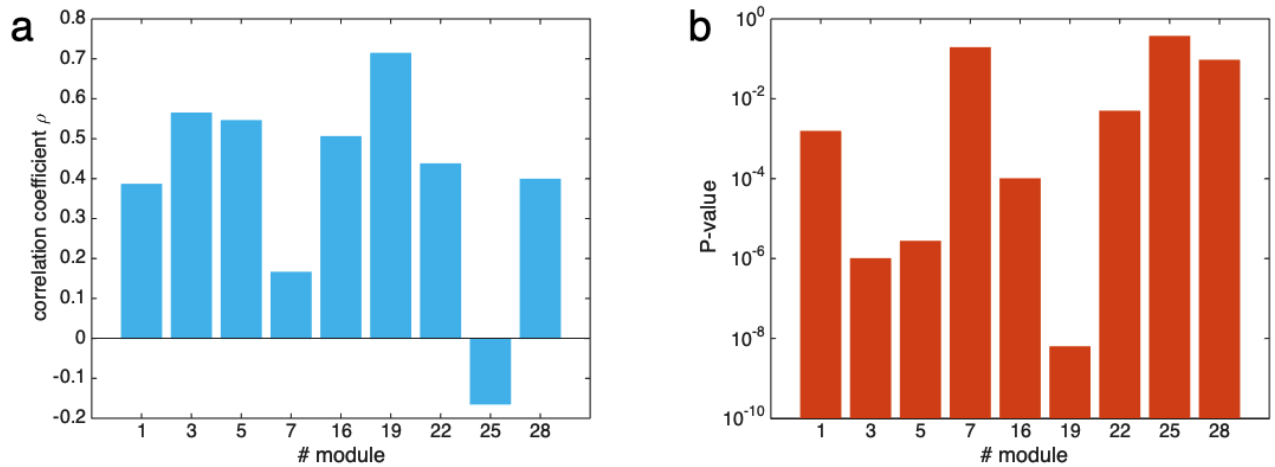 a
correlation coefficient ρ
0.8
0.7
0.6
0.5
0.4
0.3
0.2
0.1
0
-0.1
-0.2
1 3 5 7 16 19 22 25 28
# module
b
P-value
10⁰
10⁻²
10⁻⁴
10⁻⁶
10⁻⁸
10⁻¹⁰
1 3 5 7 16 19 22 25 28
# module